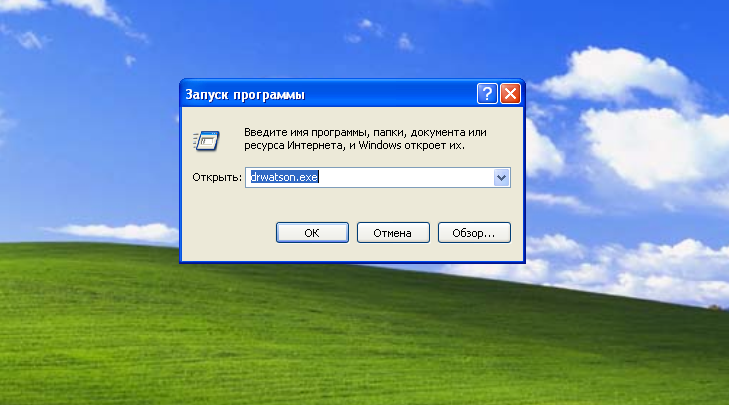 Запуск программы
Введите имя программы, папки, документа или
ресурса Интернета, и Windows откроет их.
Открыть: drwatson.exe
ОК Отмена Обзор...